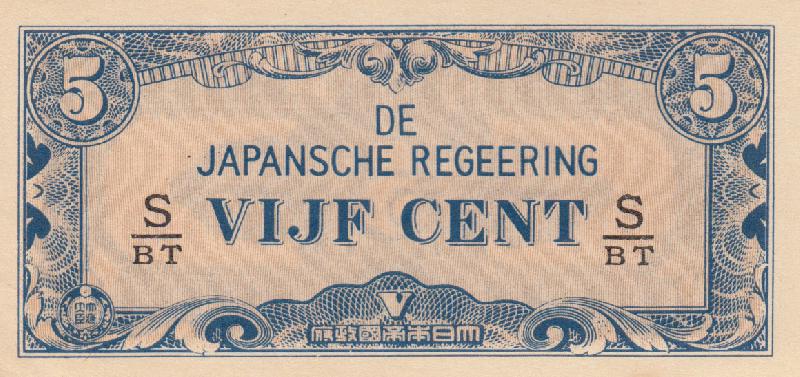 5 5
DE
JAPANSCHE REGEERING
S/BT VIJF CENT S/BT
V
大日本帝國政府